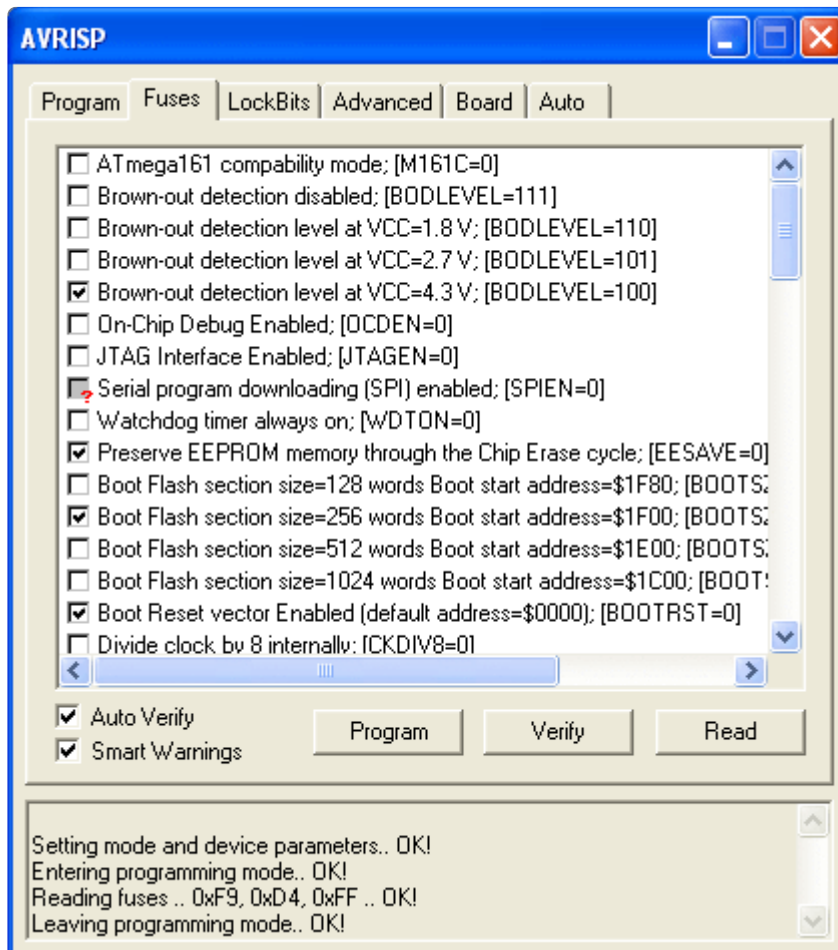 AVRISP
Program Fuses LockBits Advanced Board Auto
ATmega161 compability mode; [M161C=0]
Brown-out detection disabled; [BODLEVEL=111]
Brown-out detection level at VCC=1.8 V; [BODLEVEL=110]
Brown-out detection level at VCC=2.7 V; [BODLEVEL=101]
Brown-out detection level at VCC=4.3 V; [BODLEVEL=100]
On-Chip Debug Enabled; [OCDEN=0]
JTAG Interface Enabled; [JTAGEN=0]
? Serial program downloading (SPI) enabled; [SPIEN=0]
Watchdog timer always on; [WDTON=0]
Preserve EEPROM memory through the Chip Erase cycle; [EESAVE=0]
Boot Flash section size=128 words Boot start address=$1F80; [BOOTSZ
Boot Flash section size=256 words Boot start address=$1F00; [BOOTSZ
Boot Flash section size=512 words Boot start address=$1E00; [BOOTSZ
Boot Flash section size=1024 words Boot start address=$1C00; [BOOTS
Boot Reset vector Enabled (default address=$0000); [BOOTRST=0]
Divide clock by 8 internally; [CKDIV8=0]
Auto Verify
Smart Warnings
Program Verify Read
Setting mode and device parameters.. OK!
Entering programming mode.. OK!
Reading fuses .. 0xF9, 0xD4, 0xFF .. OK!
Leaving programming mode.. OK!